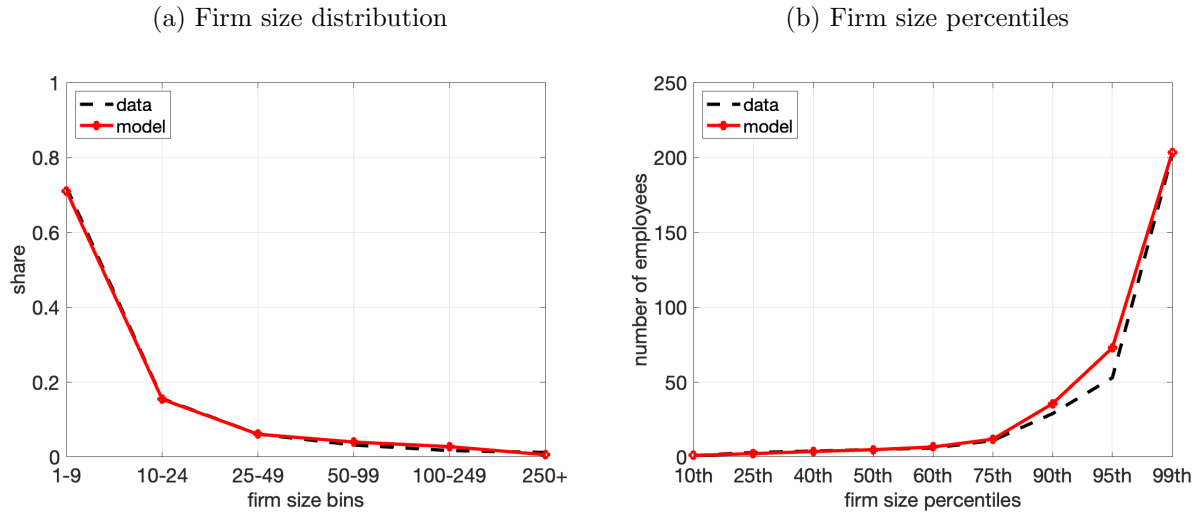 (a) Firm size distribution
1
0.8
0.6
0.4
0.2
0
share
data
model
1-9
10-24
25-49
50-99
100-249
250+
firm size bins
(b) Firm size percentiles
250
200
150
100
50
0
number of employees
data
model
10th
25th
40th
50th
60th
75th
90th
95th
99th
firm size percentiles